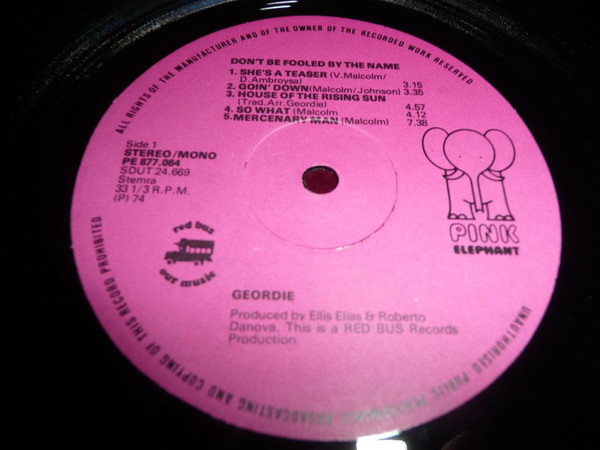 ALL RIGHTS OF THE MANUFACTURER AND OF THE OWNER OF THE RECORDED WORK RESERVED
DON'T BE FOOLED BY THE NAME
1. SHE'S A TEASER (V.Malcolm/
D.Ambrovsa) 3.15
2. GOIN' DOWN (Malcolm/Johnson) 3.35
3. HOUSE OF THE RISING SUN
(Trad.Arr.Geordie) 4.57
4. SO WHAT (Malcolm 4.12
5. MERCENARY MAN (Malcolm) 7.38
Side 1
STEREO/MONO
PE 877.064
SDUT 24.669
Stemra
33 1/3 R.P.M.
(P) 74
red bus
our music
PINK
ELEPHANT
GEORDIE
Produced by Ellis Elias & Roberto
Danova. This is a RED BUS Records
Production
UNAUTHORISED PUBLIC PERFORMANCE BROADCASTING AND COPYING OF THIS RECORD PROHIBITED